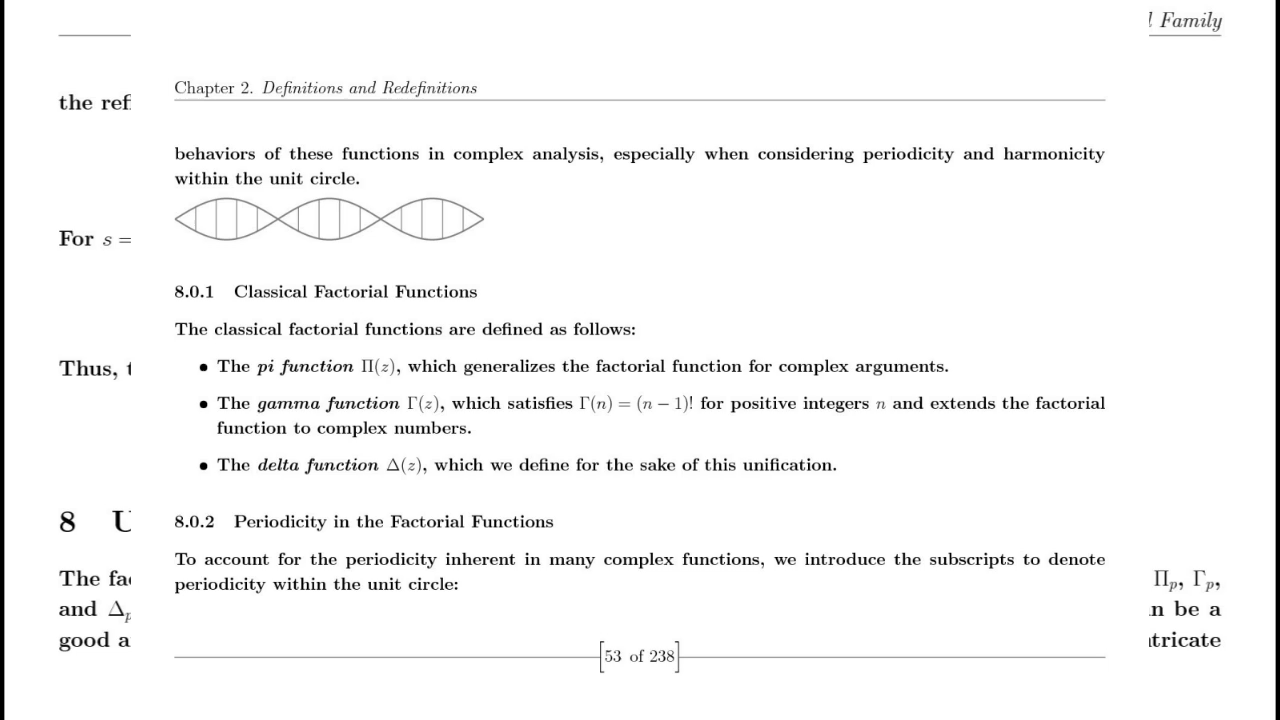 l Family
Chapter 2. Definitions and Redefinitions
the ref
behaviors of these functions in complex analysis, especially when considering periodicity and harmonicity
within the unit circle.
For s =
8.0.1 Classical Factorial Functions
The classical factorial functions are defined as follows:
Thus, t
• The pi function Π(z), which generalizes the factorial function for complex arguments.
• The gamma function Γ(z), which satisfies Γ(n) = (n − 1)! for positive integers n and extends the factorial
function to complex numbers.
• The delta function Δ(z), which we define for the sake of this unification.
8 U
8.0.2 Periodicity in the Factorial Functions
To account for the periodicity inherent in many complex functions, we introduce the subscripts to denote
periodicity within the unit circle:
The fa
Πₚ, Γₚ,
and Δₚ
n be a
good a
tricate
[53 of 238]